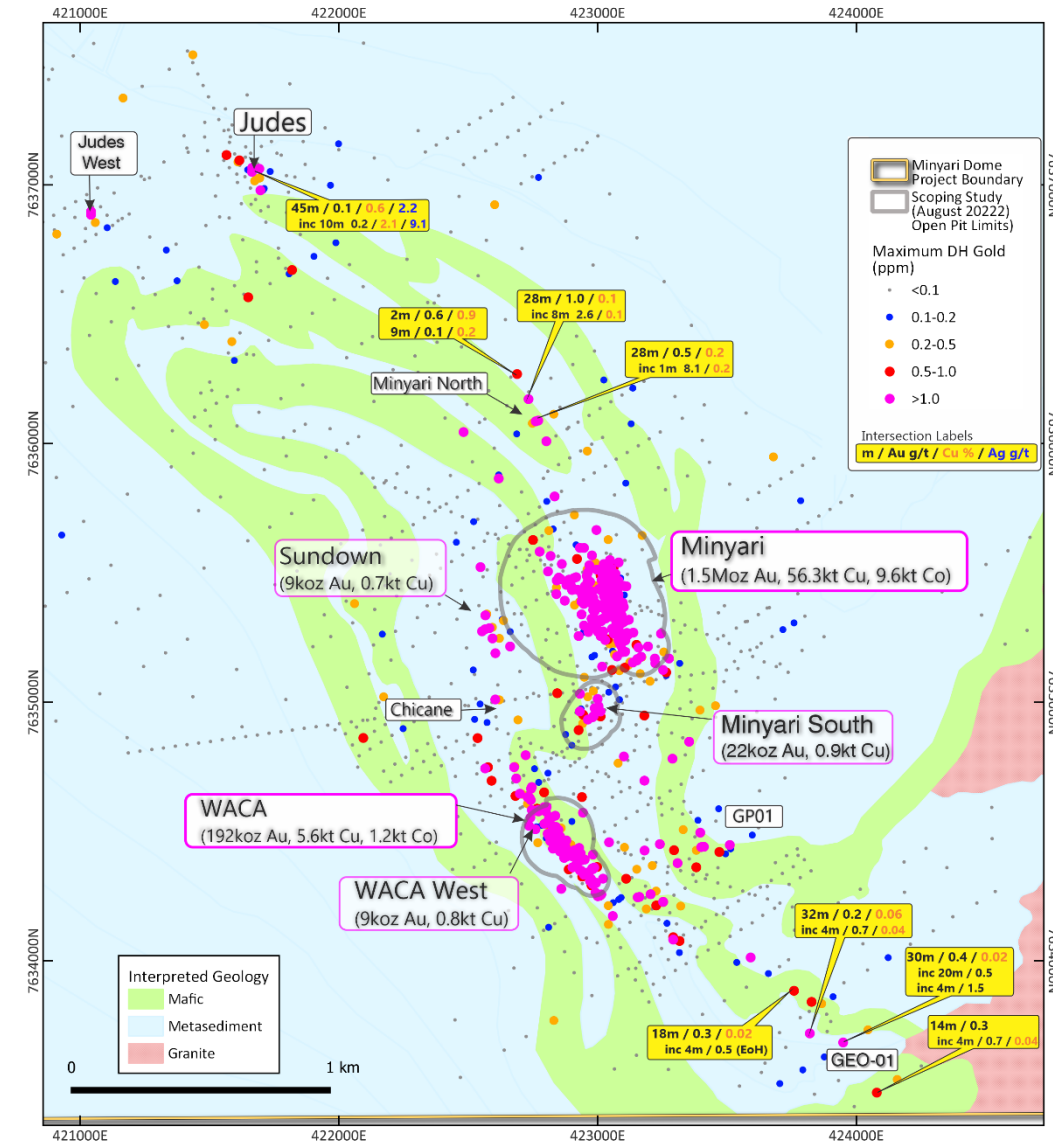 421000E
422000E
423000E
424000E
Judes
Judes
West
7637000N
45m / 0.1 / 0.6 / 2.2
inc 10m 0.2 / 2.1 / 9.1
Minyari Dome
Project Boundary
Scoping Study
(August 20222)
Open Pit Limits)
Maximum DH Gold
(ppm)
<0.1
0.1-0.2
0.2-0.5
0.5-1.0
>1.0
Intersection Labels
m / Au g/t / Cu % / Ag g/t
28m / 1.0 / 0.1
inc 8m 2.6 / 0.1
2m / 0.6 / 0.9
9m / 0.1 / 0.2
28m / 0.5 / 0.2
inc 1m 8.1 / 0.2
Minyari North
7636000N
Sundown
(9koz Au, 0.7kt Cu)
Minyari
(1.5Moz Au, 56.3kt Cu, 9.6kt Co)
7635000N
Chicane
Minyari South
(22koz Au, 0.9kt Cu)
WACA
(192koz Au, 5.6kt Cu, 1.2kt Co)
GP01
WACA West
(9koz Au, 0.8kt Cu)
7634000N
32m / 0.2 / 0.06
inc 4m / 0.7 / 0.04
30m / 0.4 / 0.02
inc 20m / 0.5
inc 4m / 1.5
18m / 0.3 / 0.02
inc 4m / 0.5 (EoH)
14m / 0.3
inc 4m / 0.7 / 0.04
GEO-01
Interpreted Geology
Mafic
Metasediment
Granite
0
1 km
421000E
422000E
423000E
424000E